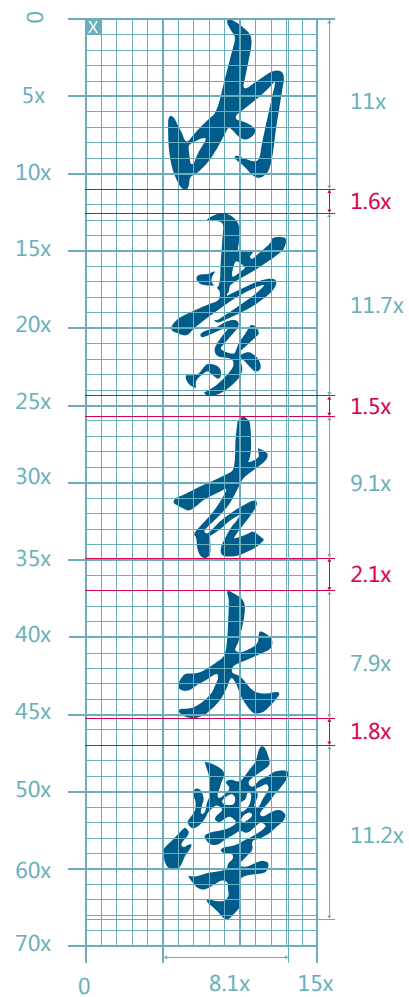 0
X
5x
10x
15x
20x
25x
30x
35x
40x
45x
50x
60x
70x
内
蒙
古
大
學
11x
1.6x
11.7x
1.5x
9.1x
2.1x
7.9x
1.8x
11.2x
0
8.1x
15x